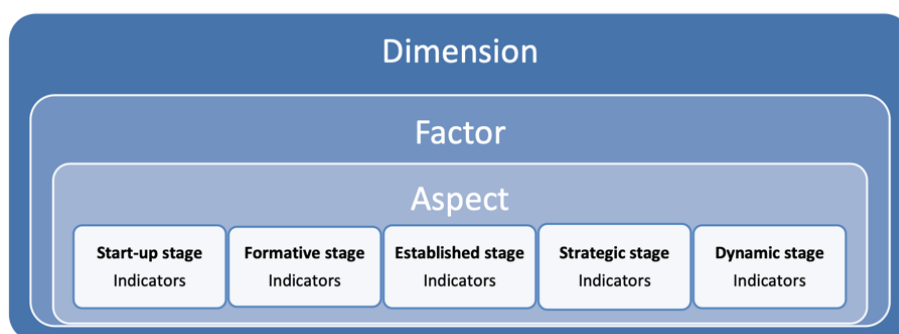 Dimension
Factor
Aspect
Start-up stage
Indicators
Formative stage
Indicators
Established stage
Indicators
Strategic stage
Indicators
Dynamic stage
Indicators